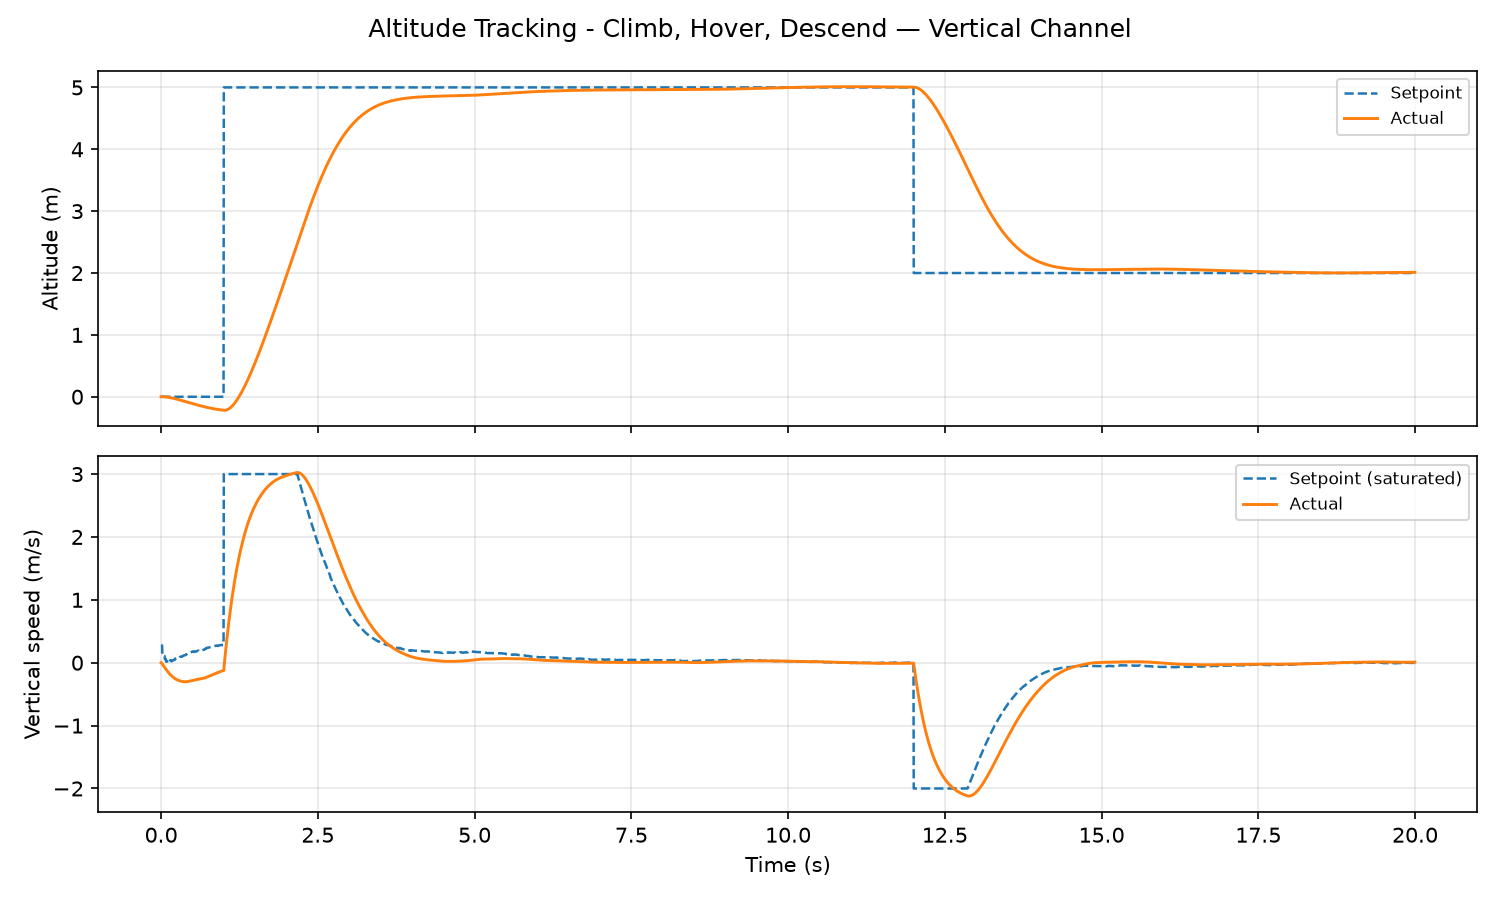 Altitude Tracking - Climb, Hover, Descend — Vertical Channel
Altitude (m)
5
4
3
2
1
0
Setpoint
Actual
Vertical speed (m/s)
3
2
1
0
−1
−2
Setpoint (saturated)
Actual
0.0 2.5 5.0 7.5 10.0 12.5 15.0 17.5 20.0
Time (s)